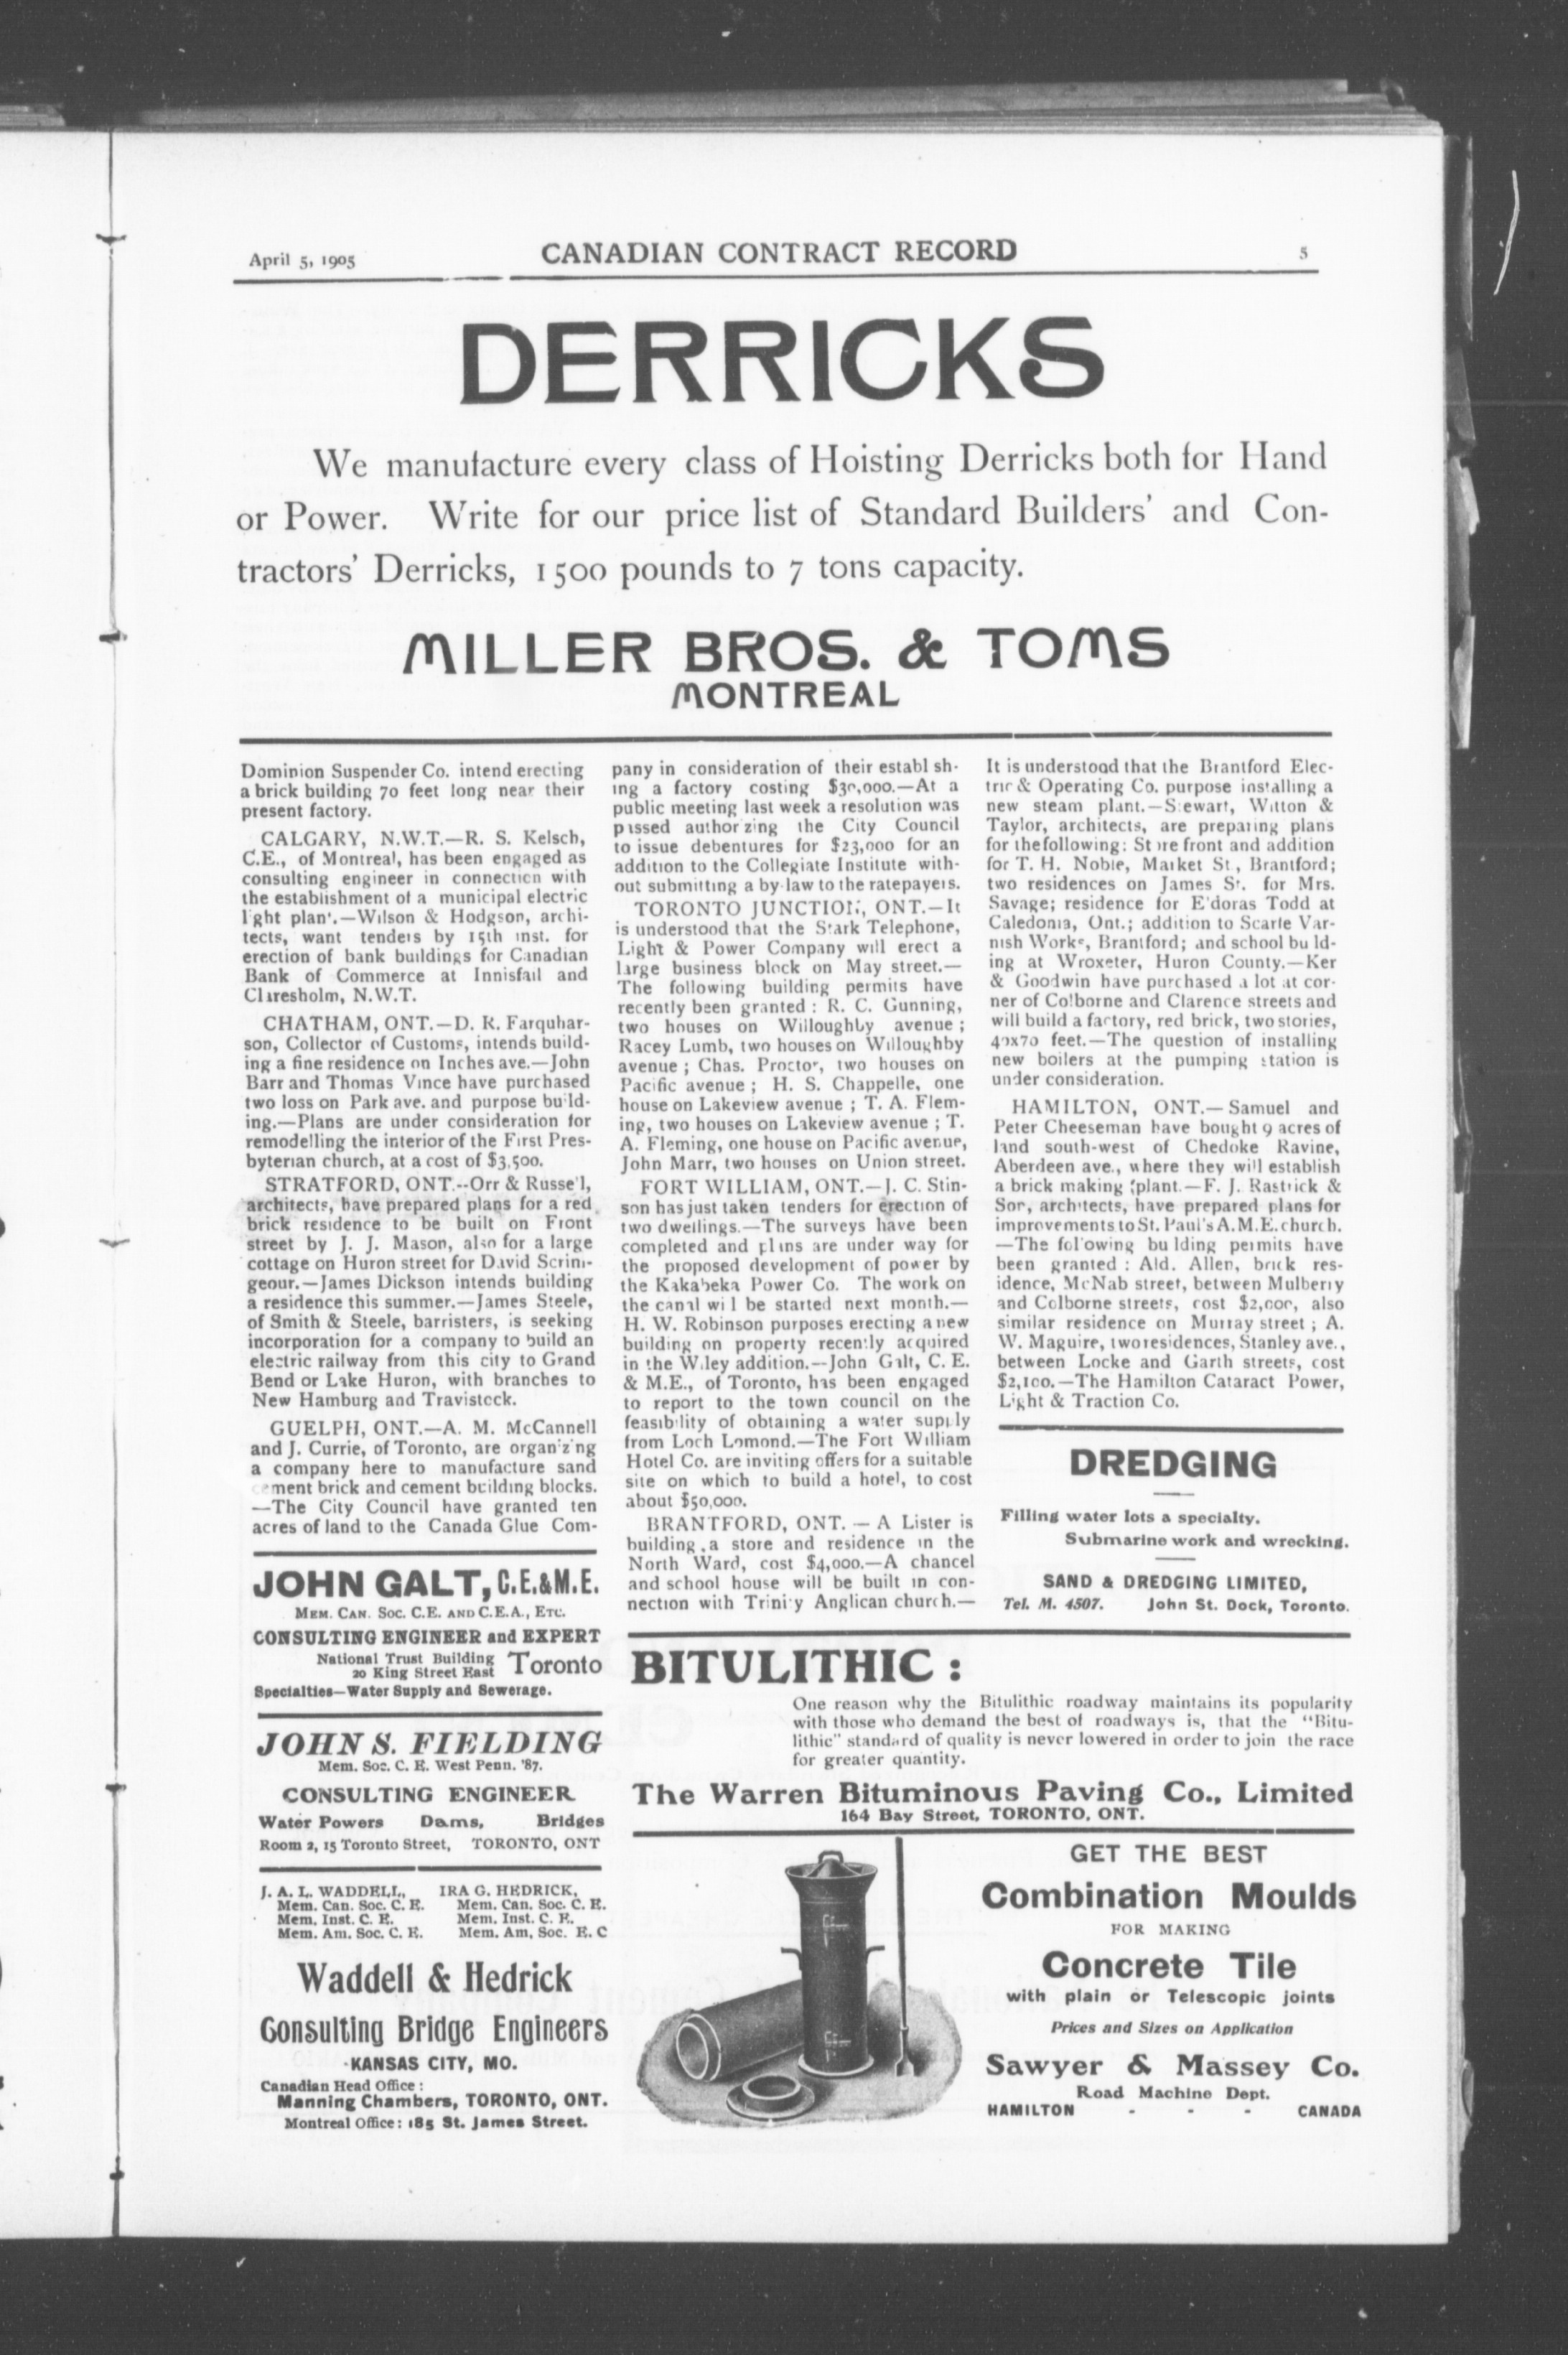 April 5, 1905
CANADIAN CONTRACT RECORD
5
DERRICKS
We manufacture every class of Hoisting Derricks both for Hand
or Power. Write for our price list of Standard Builders' and Con-
tractors' Derricks, 1500 pounds to 7 tons capacity.
MILLER BROS. & TOMS
MONTREAL
Dominion Suspender Co. intend erecting
a brick building 70 feet long near their
present factory.
CALGARY, N.W.T.—R. S. Kelsch,
C.E., of Montreal, has been engaged as
consulting engineer in connection with
the establishment of a municipal electric
light plant.—Wilson & Hodgson, archi-
tects, want tenders by 15th inst. for
erection of bank buildings for Canadian
Bank of Commerce at Innisfail and
Claresholm, N.W.T.
CHATHAM, ONT.—D. R. Farquhar-
son, Collector of Customs, intends build-
ing a fine residence on Inches ave.—John
Barr and Thomas Vince have purchased
two loss on Park ave. and purpose build-
ing.—Plans are under consideration for
remodelling the interior of the First Pres-
byterian church, at a cost of $3,500.
STRATFORD, ONT.--Orr & Russell,
architects, have prepared plans for a red
brick residence to be built on Front
street by J. J. Mason, also for a large
cottage on Huron street for David Scrim-
geour.—James Dickson intends building
a residence this summer.—James Steele,
of Smith & Steele, barristers, is seeking
incorporation for a company to build an
electric railway from this city to Grand
Bend or Lake Huron, with branches to
New Hamburg and Tavistock.
GUELPH, ONT.—A. M. McCannell
and J. Currie, of Toronto, are organizing
a company here to manufacture sand
cement brick and cement building blocks.
—The City Council have granted ten
acres of land to the Canada Glue Com-
JOHN GALT, C.E.&M.E.
MEM. CAN. SOC. C.E. AND C.E.A., ETC.
CONSULTING ENGINEER and EXPERT
National Trust Building
20 King Street East Toronto
Specialties—Water Supply and Sewerage.
JOHN S. FIELDING
Mem. Soc. C. E. West Penn. '87.
CONSULTING ENGINEER
Water Powers Dams, Bridges
Room 2, 15 Toronto Street, TORONTO, ONT
J. A. L. WADDELL, IRA G. HEDRICK,
Mem. Can. Soc. C. E. Mem. Can. Soc. C. E.
Mem. Inst. C. E. Mem. Inst. C. E.
Mem. Am. Soc. C. E. Mem. Am, Soc. E. C
Waddell & Hedrick
Consulting Bridge Engineers
KANSAS CITY, MO.
Canadian Head Office :
Manning Chambers, TORONTO, ONT.
Montreal Office: 185 St. James Street.
pany in consideration of their establish-
ing a factory costing $30,000.—At a
public meeting last week a resolution was
passed authorizing the City Council
to issue debentures for $23,000 for an
addition to the Collegiate Institute with-
out submitting a by-law to the ratepayers.
TORONTO JUNCTION, ONT.—It
is understood that the Stark Telephone,
Light & Power Company will erect a
large business block on May street.—
The following building permits have
recently been granted : R. C. Gunning,
two houses on Willoughby avenue ;
Racey Lumb, two houses on Willoughby
avenue ; Chas. Proctor, two houses on
Pacific avenue ; H. S. Chappelle, one
house on Lakeview avenue ; T. A. Flem-
ing, two houses on Lakeview avenue ; T.
A. Fleming, one house on Pacific avenue,
John Marr, two houses on Union street.
FORT WILLIAM, ONT.—J. C. Stin-
son has just taken tenders for erection of
two dwellings.—The surveys have been
completed and plans are under way for
the proposed development of power by
the Kakabeka Power Co. The work on
the canal will be started next month.—
H. W. Robinson purposes erecting a new
building on property recently acquired
in the Wiley addition.—John Galt, C. E.
& M.E., of Toronto, has been engaged
to report to the town council on the
feasibility of obtaining a water supply
from Loch Lomond.—The Fort William
Hotel Co. are inviting offers for a suitable
site on which to build a hotel, to cost
about $50,000.
BRANTFORD, ONT. — A Lister is
building a store and residence in the
North Ward, cost $4,000.—A chancel
and school house will be built in con-
nection with Trinity Anglican church.—
It is understood that the Brantford Elec-
tric & Operating Co. purpose installing a
new steam plant.—Stewart, Witton &
Taylor, architects, are preparing plans
for the following: Store front and addition
for T. H. Noble, Market St., Brantford;
two residences on James St. for Mrs.
Savage; residence for E'doras Todd at
Caledonia, Ont.; addition to Scarfe Var-
nish Works, Brantford; and school build-
ing at Wroxeter, Huron County.—Ker
& Goodwin have purchased a lot at cor-
ner of Colborne and Clarence streets and
will build a factory, red brick, two stories,
40x70 feet.—The question of installing
new boilers at the pumping station is
under consideration.
HAMILTON, ONT.—Samuel and
Peter Cheeseman have bought 9 acres of
land south-west of Chedoke Ravine,
Aberdeen ave., where they will establish
a brick making plant.—F. J. Rastrick &
Son, architects, have prepared plans for
improvements to St. Paul's A.M.E. church.
—The following building permits have
been granted : Ald. Allen, brick res-
idence, McNab street, between Mulberry
and Colborne streets, cost $2,000, also
similar residence on Murray street ; A.
W. Maguire, two residences, Stanley ave.,
between Locke and Garth streets, cost
$2,100.—The Hamilton Cataract Power,
Light & Traction Co.
DREDGING
Filling water lots a specialty.
Submarine work and wrecking.
SAND & DREDGING LIMITED,
Tel. M. 4507. John St. Dock, Toronto.
BITULITHIC :
One reason why the Bitulithic roadway maintains its popularity
with those who demand the best of roadways is, that the "Bitu-
lithic" standard of quality is never lowered in order to join the race
for greater quantity.
The Warren Bituminous Paving Co., Limited
164 Bay Street, TORONTO, ONT.
GET THE BEST
Combination Moulds
FOR MAKING
Concrete Tile
with plain or Telescopic joints
Prices and Sizes on Application
Sawyer & Massey Co.
Road Machine Dept.
HAMILTON - - - CANADA